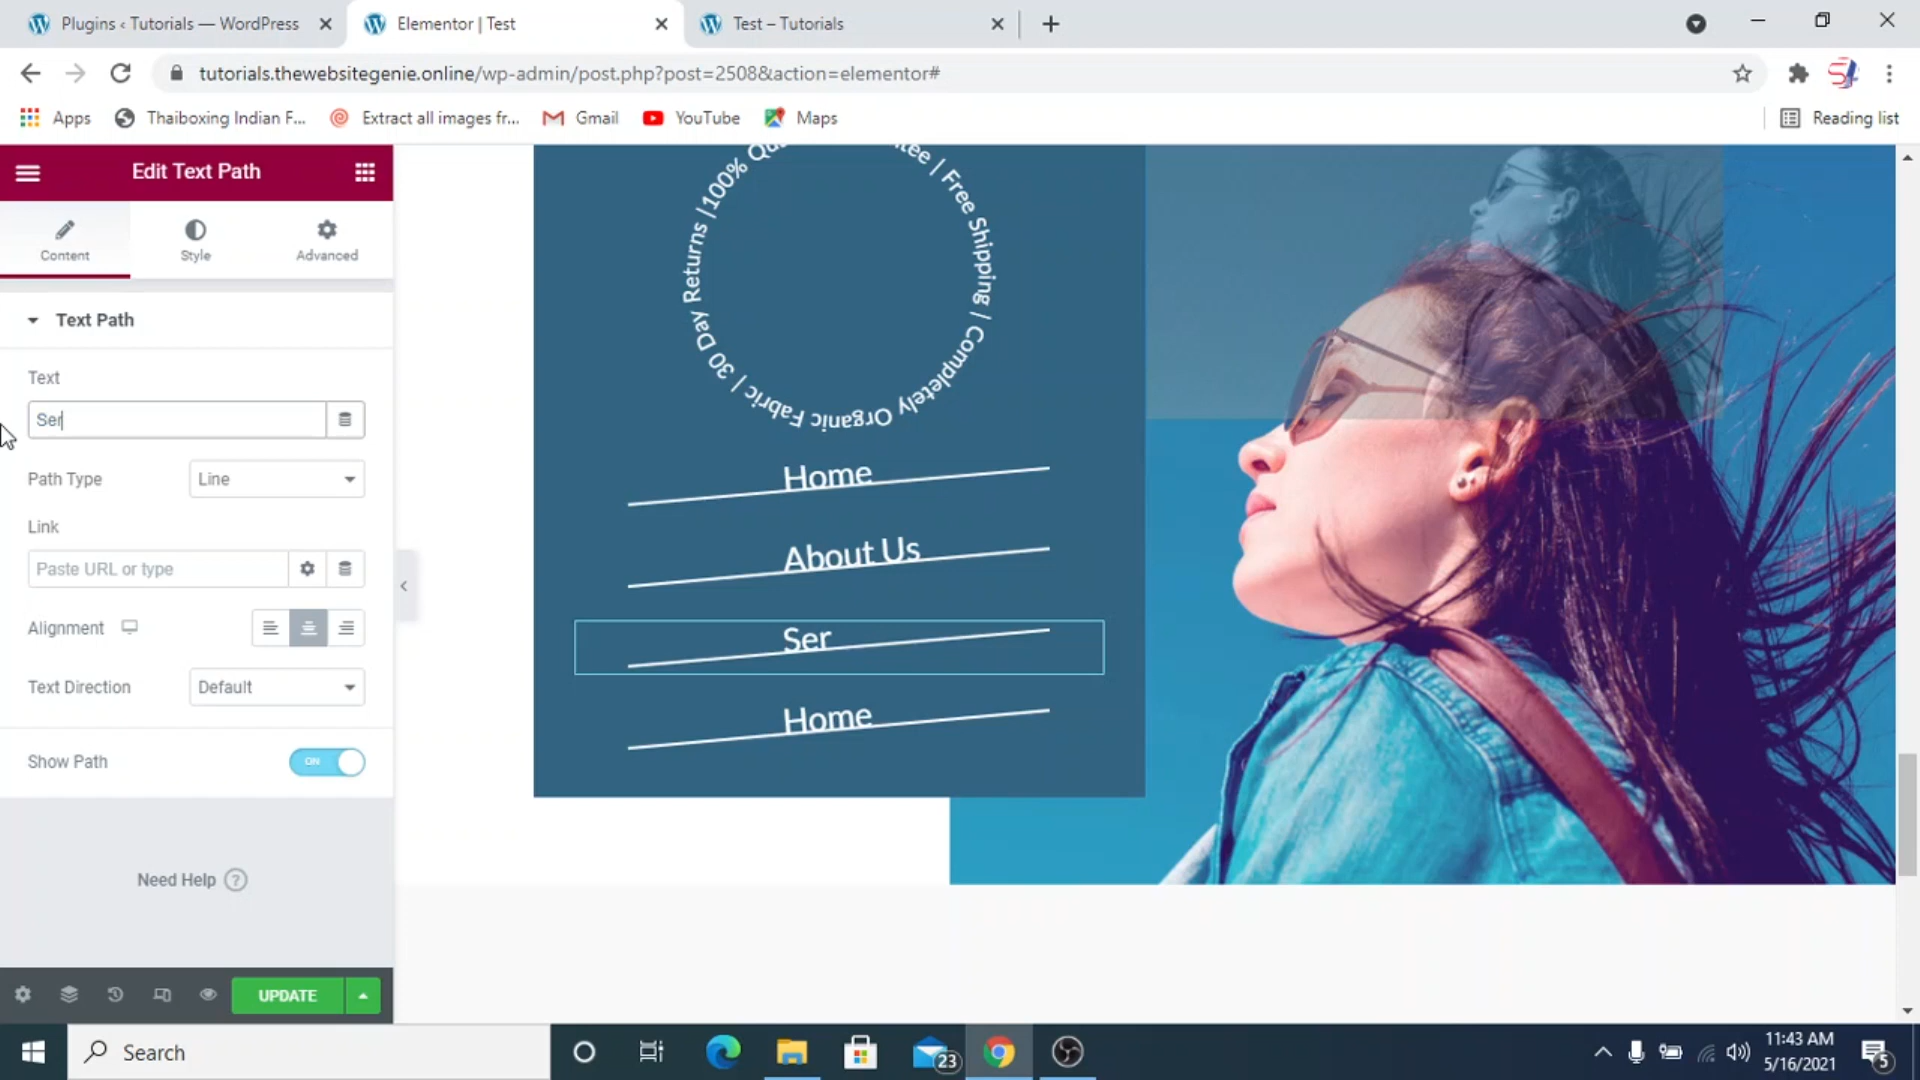 Plugins ‹ Tutorials — WordPress
Elementor | Test
Test – Tutorials
tutorials.thewebsitegenie.online/wp-admin/post.php?post=2508&action=elementor#
Apps
Thaiboxing Indian F...
Extract all images fr...
Gmail
YouTube
Maps
Reading list
Edit Text Path
Content
Style
Advanced
Text Path
Text
Ser
Path Type
Line
Link
Paste URL or type
Alignment
Text Direction
Default
Show Path
ON
Need Help ?
UPDATE
100% Qu
tee | Free Shipping | Completely Organic Fabric | 30 Day Returns |
Home
About Us
Ser
Home
Search
23
11:43 AM
5/16/2021
5